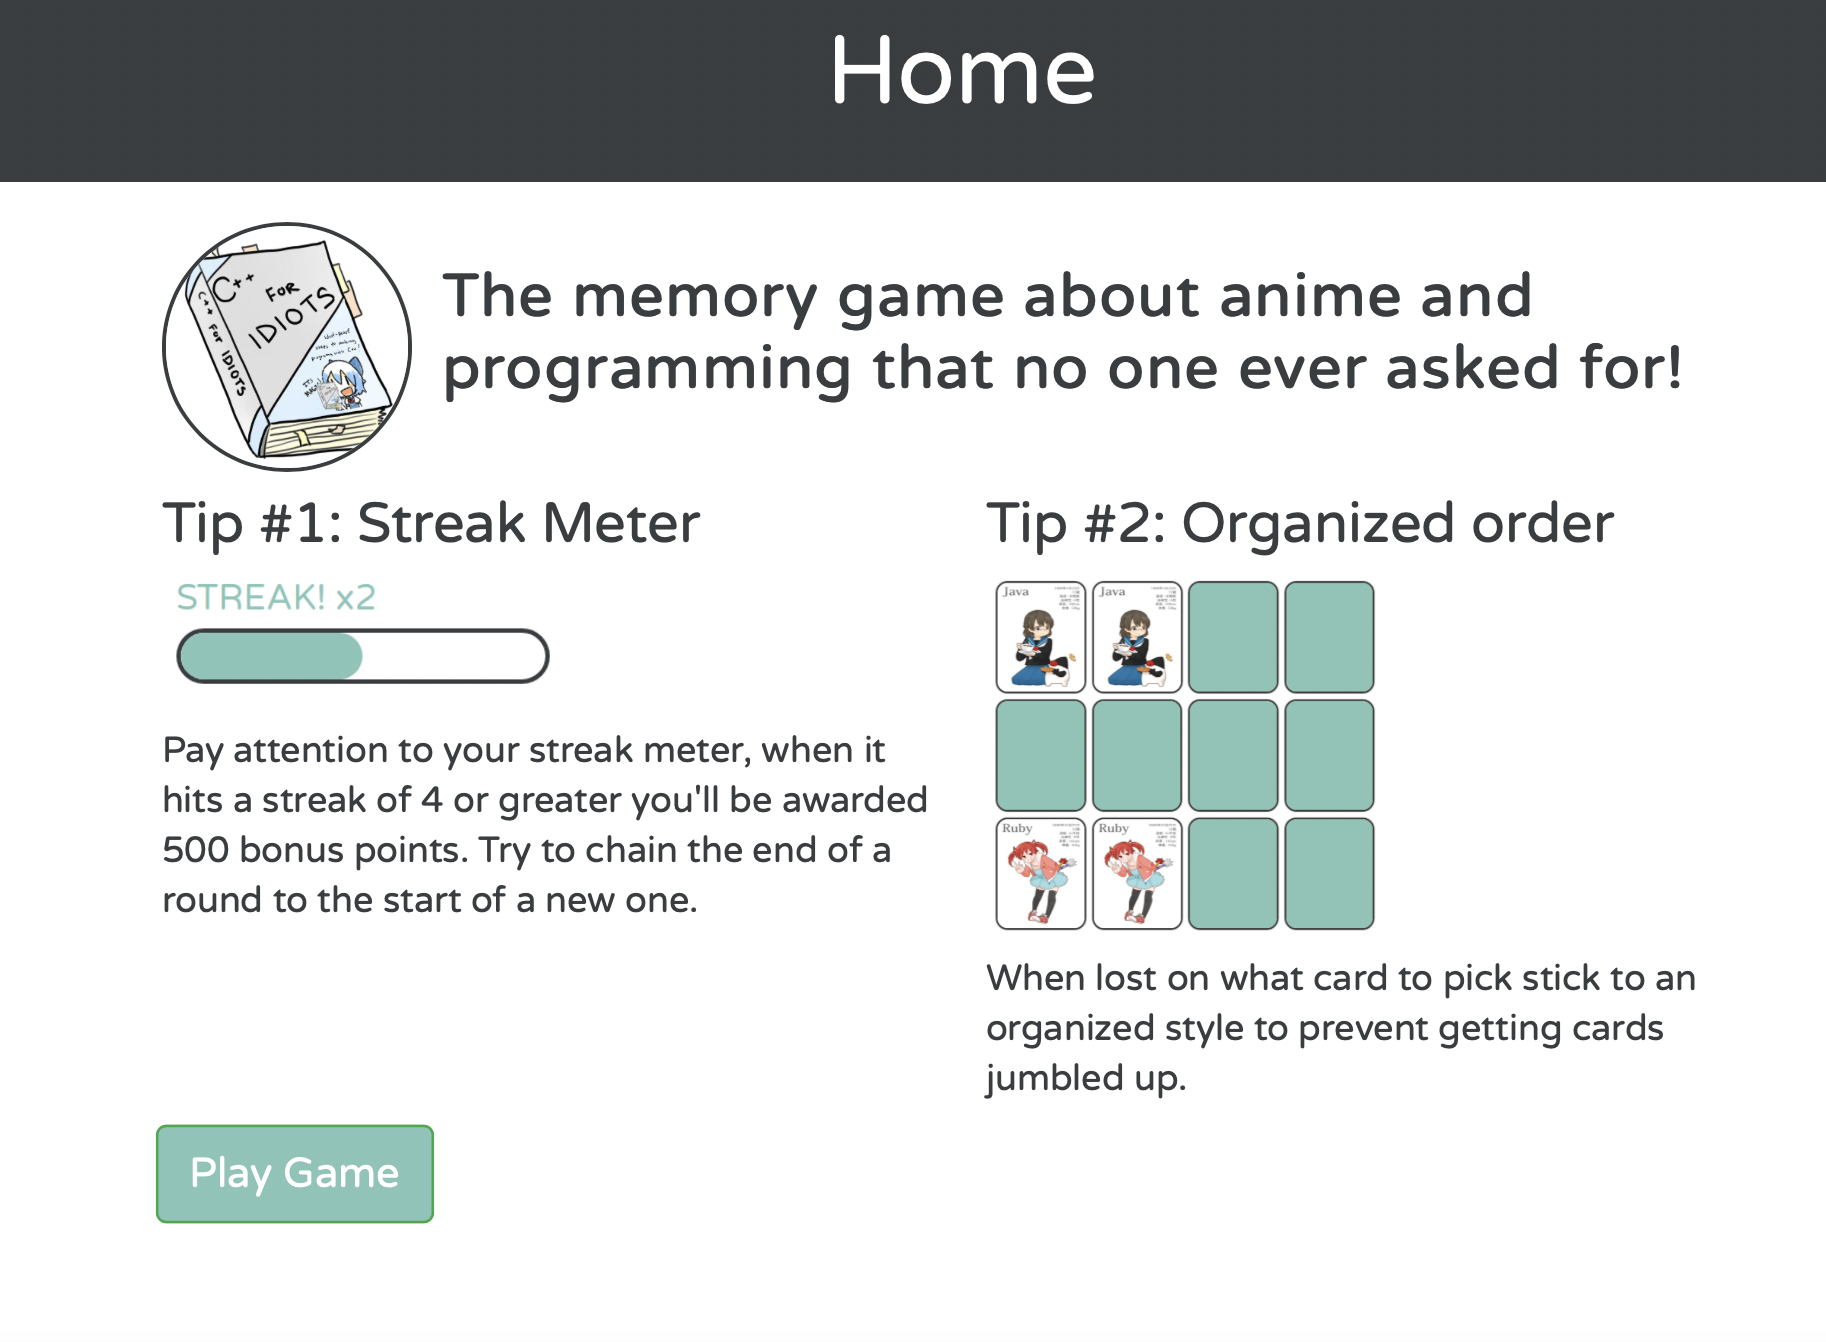 Home
C++
FOR
IDIOTS
C++ FOR IDIOTS
The memory game about anime and
programming that no one ever asked for!
Tip #1: Streak Meter
STREAK! x2
Pay attention to your streak meter, when it
hits a streak of 4 or greater you'll be awarded
500 bonus points. Try to chain the end of a
round to the start of a new one.
Tip #2: Organized order
Java
Java
Ruby
Ruby
When lost on what card to pick stick to an
organized style to prevent getting cards
jumbled up.
Play Game